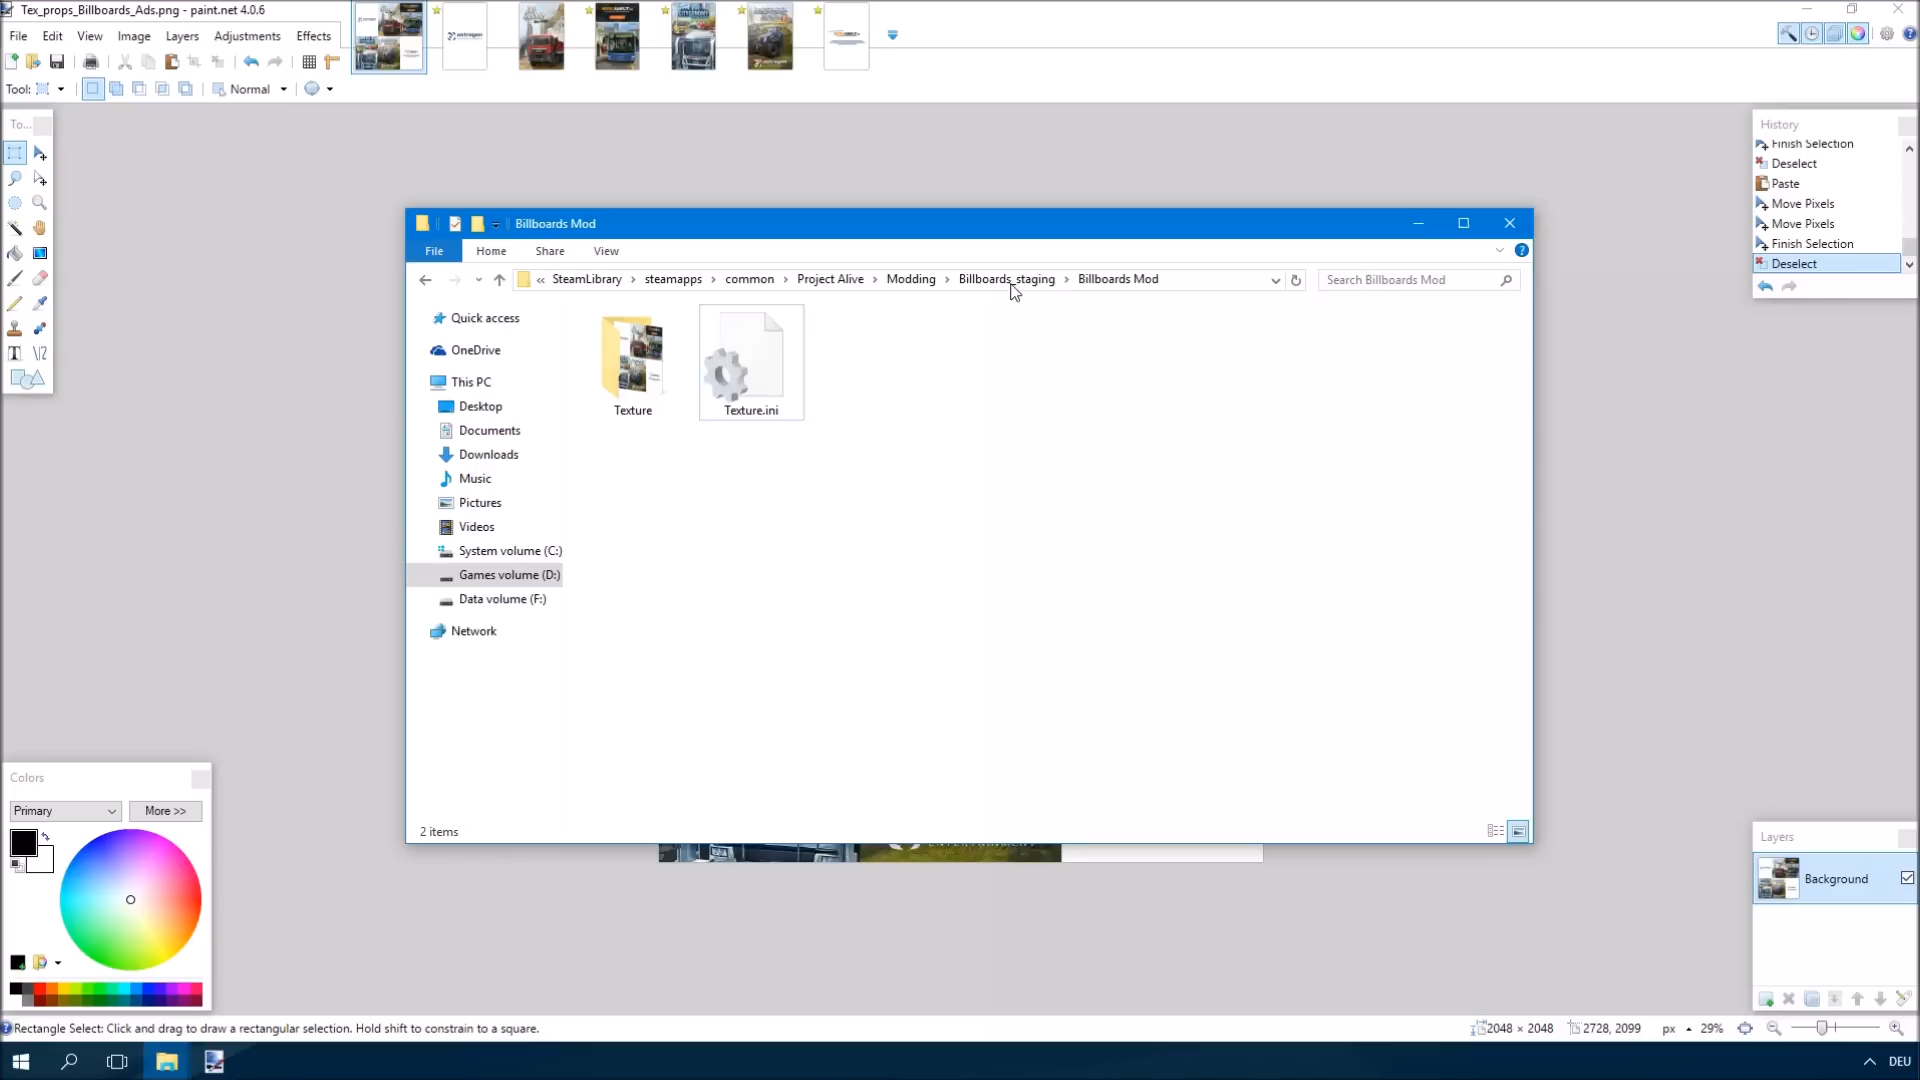 Tex_props_Billboards_Ads.png - paint.net 4.0.6
File Edit View Image Layers Adjustments Effects
Tool: Normal
To...
History
Finish Selection
Deselect
Paste
Move Pixels
Move Pixels
Finish Selection
Deselect
Billboards Mod
File Home Share View
« SteamLibrary > steamapps > common > Project Alive > Modding > Billboards_staging > Billboards Mod
Search Billboards Mod
Quick access
OneDrive
This PC
Desktop
Documents
Downloads
Music
Pictures
Videos
System volume (C:)
Games volume (D:)
Data volume (F:)
Network
Texture
Texture.ini
2 items
Colors
Primary
More >>
Layers
Background
Rectangle Select: Click and drag to draw a rectangular selection. Hold shift to constrain to a square.
2048 × 2048
2728, 2099
px
29%
DEU